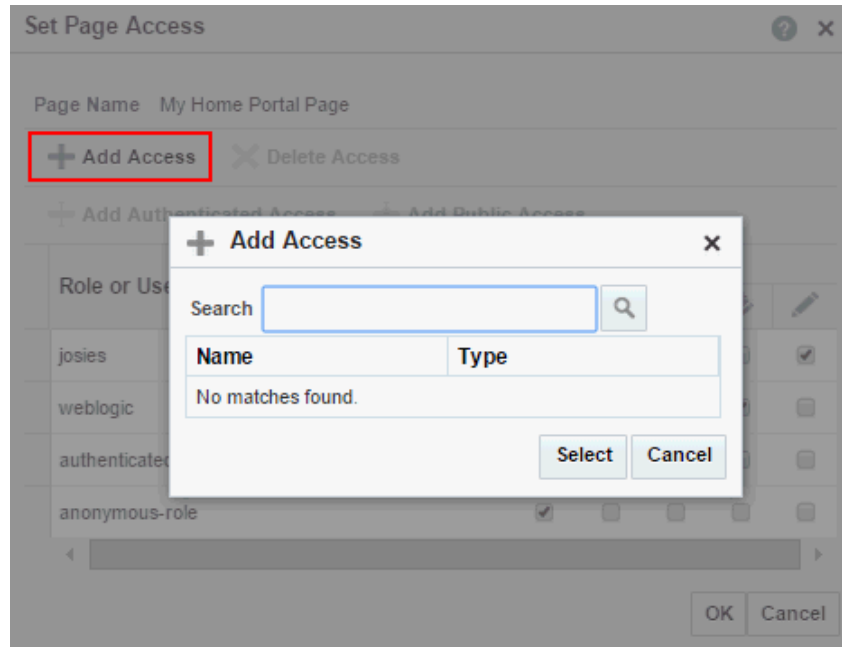 Set Page Access
Page Name My Home Portal Page
Add Access Delete Access
Add Authenticated Access Add Public Access
Add Access
Role or Use
Search
Name Type
No matches found.
josies
weblogic
authenticated
anonymous-role
Select Cancel
OK Cancel